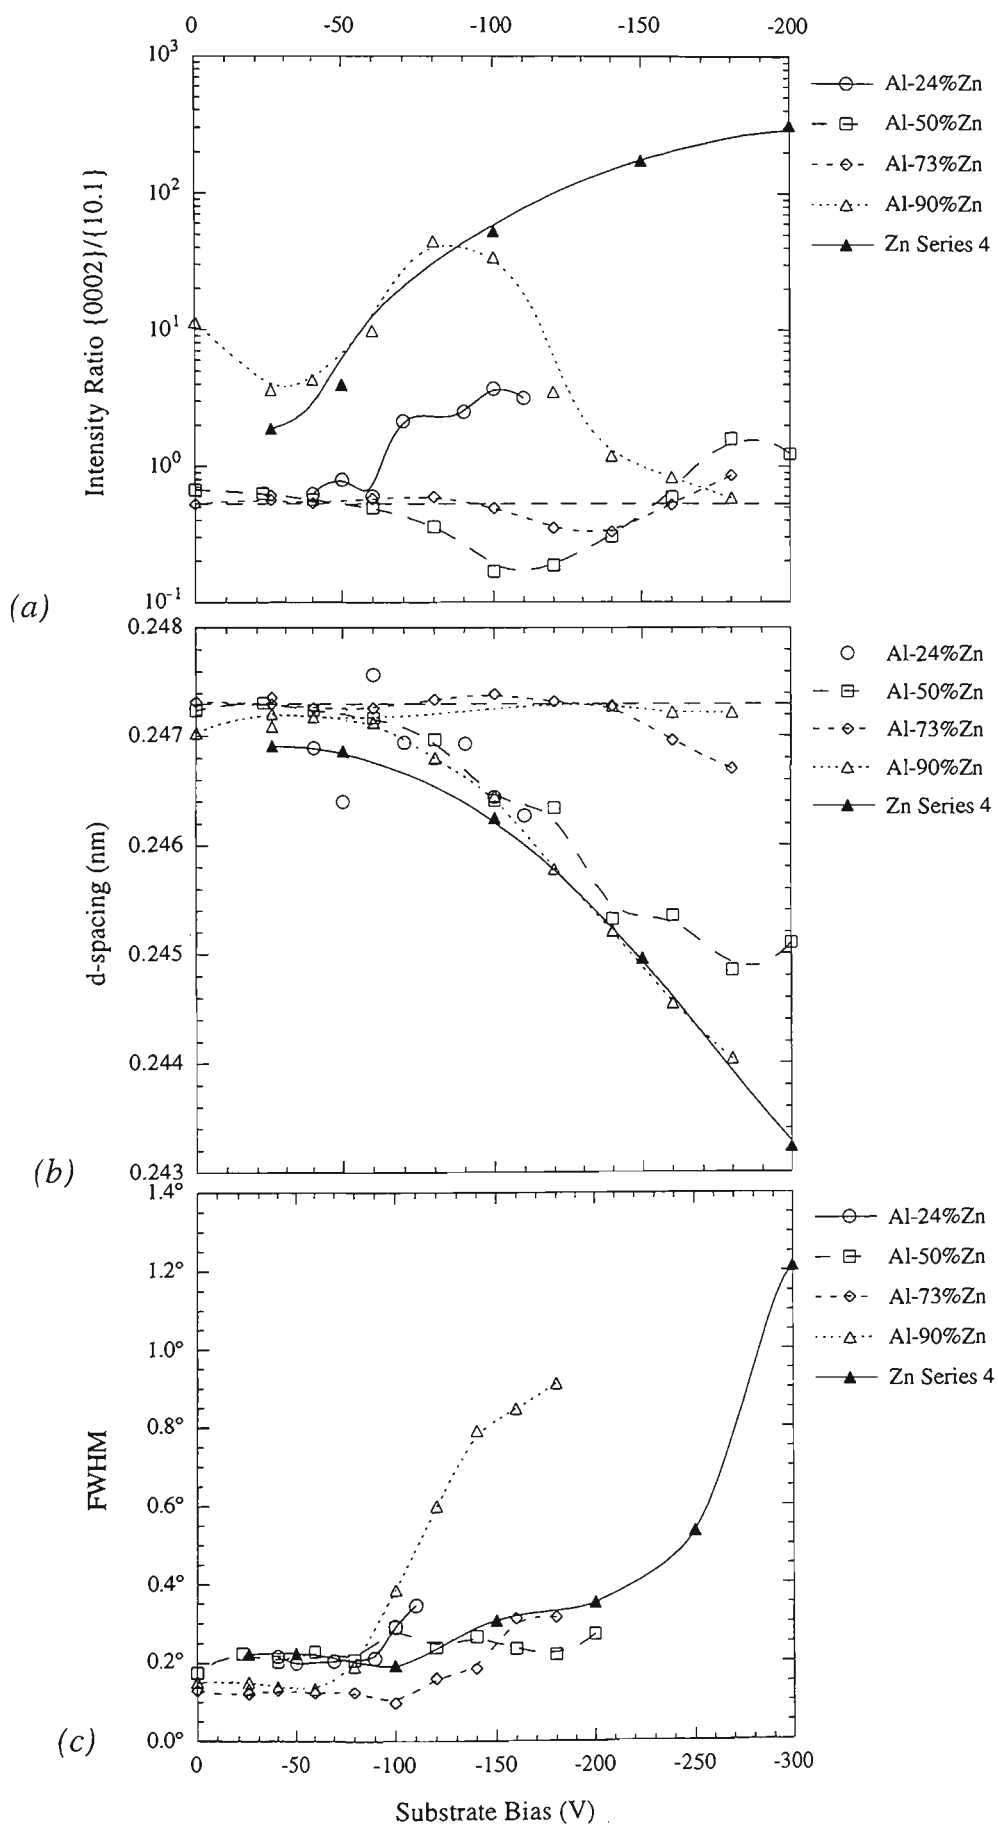 0 -50 -100 -150 -200
10³
10²
10¹
10⁰
10⁻¹
Intensity Ratio {0002}/{10.1}
Al-24%Zn
Al-50%Zn
Al-73%Zn
Al-90%Zn
Zn Series 4
(a)
0.248
0.247
0.246
0.245
0.244
0.243
d-spacing (nm)
Al-24%Zn
Al-50%Zn
Al-73%Zn
Al-90%Zn
Zn Series 4
(b)
1.4°
1.2°
1.0°
0.8°
0.6°
0.4°
0.2°
0.0°
FWHM
Al-24%Zn
Al-50%Zn
Al-73%Zn
Al-90%Zn
Zn Series 4
(c)
0 -50 -100 -150 -200 -250 -300
Substrate Bias (V)